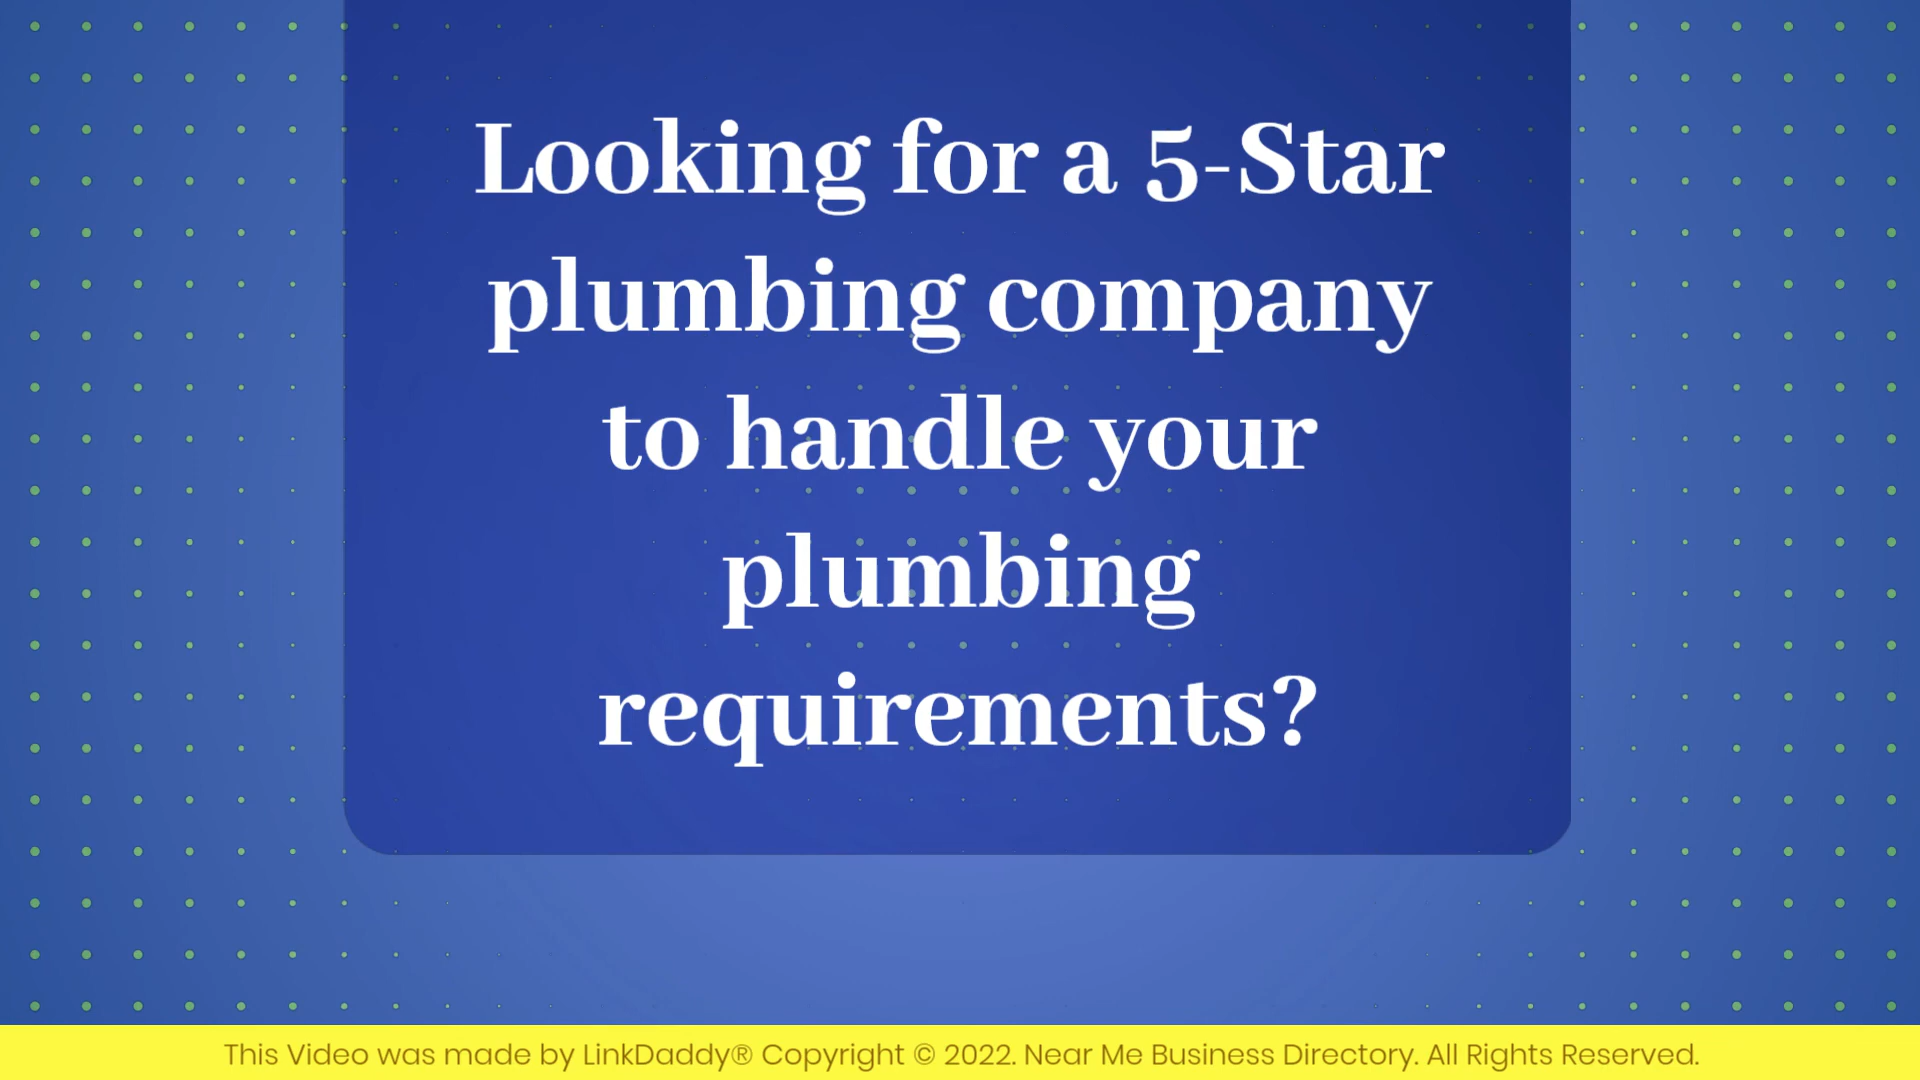 Looking for a 5-Star
plumbing company
to handle your
plumbing
requirements?
This Video was made by LinkDaddy® Copyright © 2022. Near Me Business Directory. All Rights Reserved.